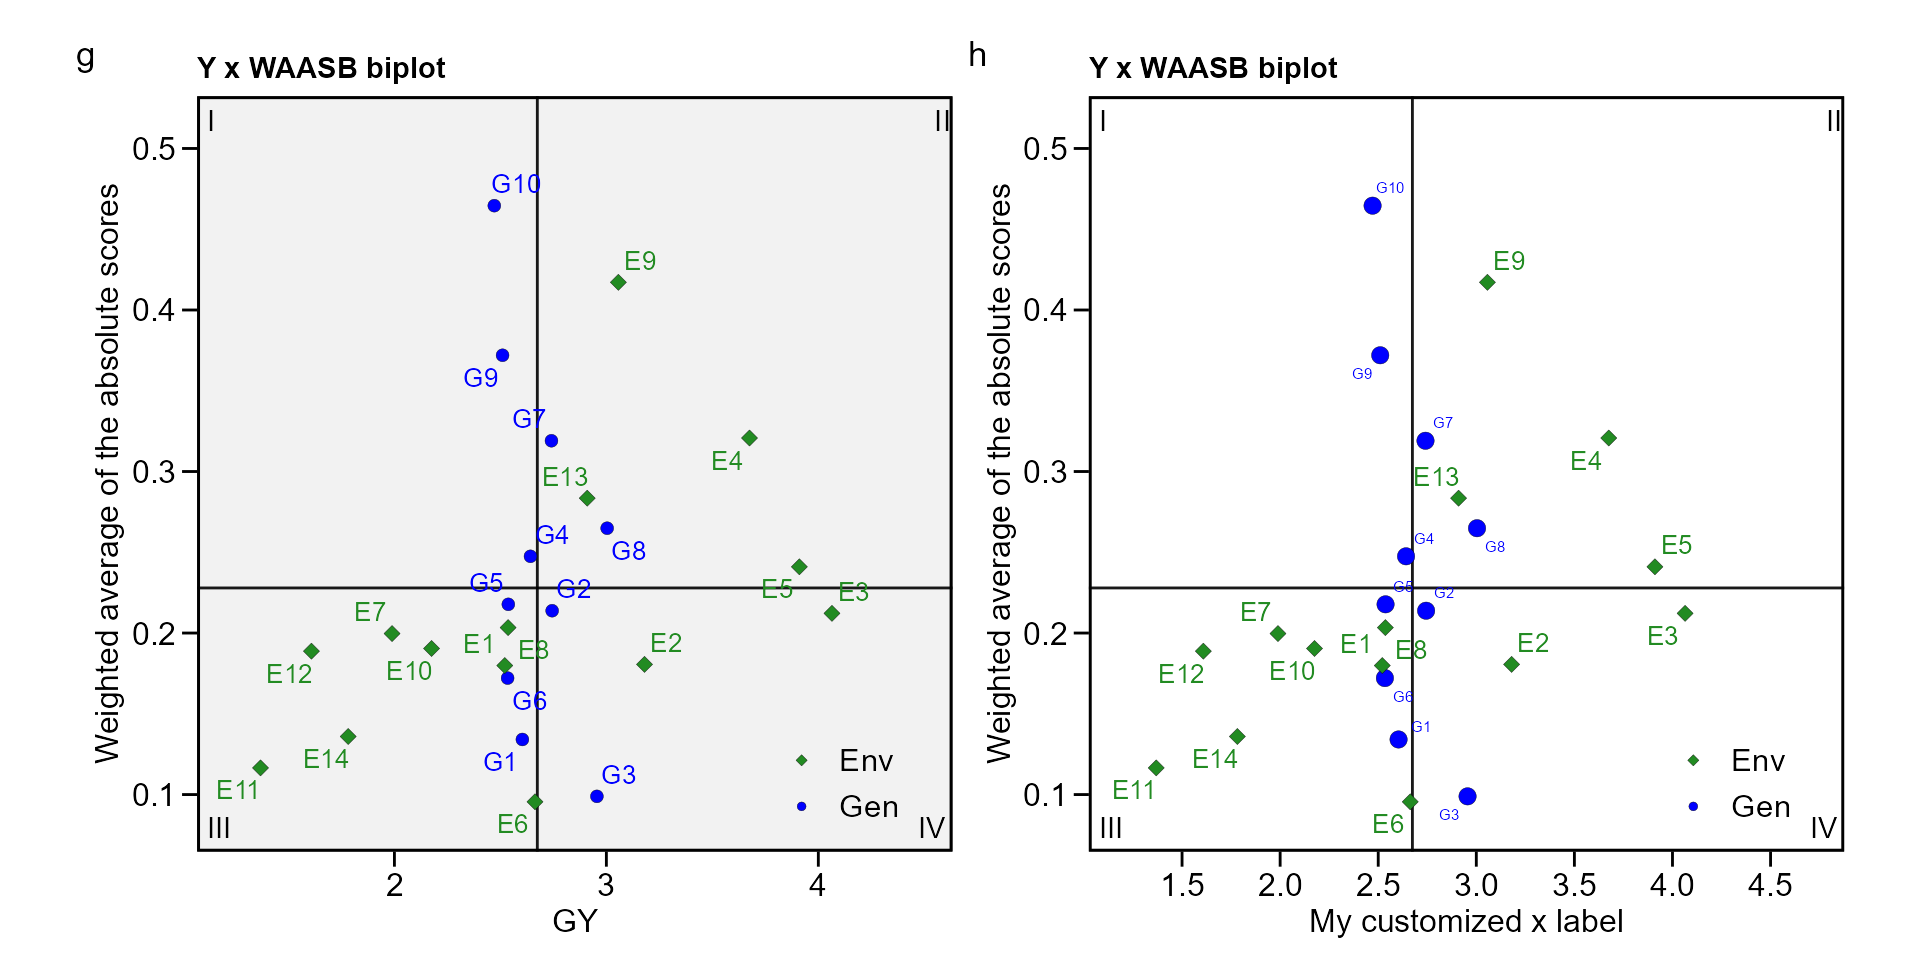 g
Y x WAASB biplot
I
II
0.5
G10
E9
0.4
G9
G7
E4
0.3
E13
G4
G8
G5
G2
E5
E3
E7
0.2
E1
E8
E2
E12
E10
G6
E14
G1
Env
G3
E11
0.1
Gen
E6
III
IV
2
3
4
GY
Weighted average of the absolute scores
h
Y x WAASB biplot
I
II
0.5
G10
E9
0.4
G9
G7
E4
0.3
E13
G4
G8
E5
G5
G2
E7
0.2
E1
E8
E2
E3
E12
E10
G6
G1
E14
Env
E11
0.1
Gen
G3
E6
III
IV
1.5
2.0
2.5
3.0
3.5
4.0
4.5
My customized x label
Weighted average of the absolute scores